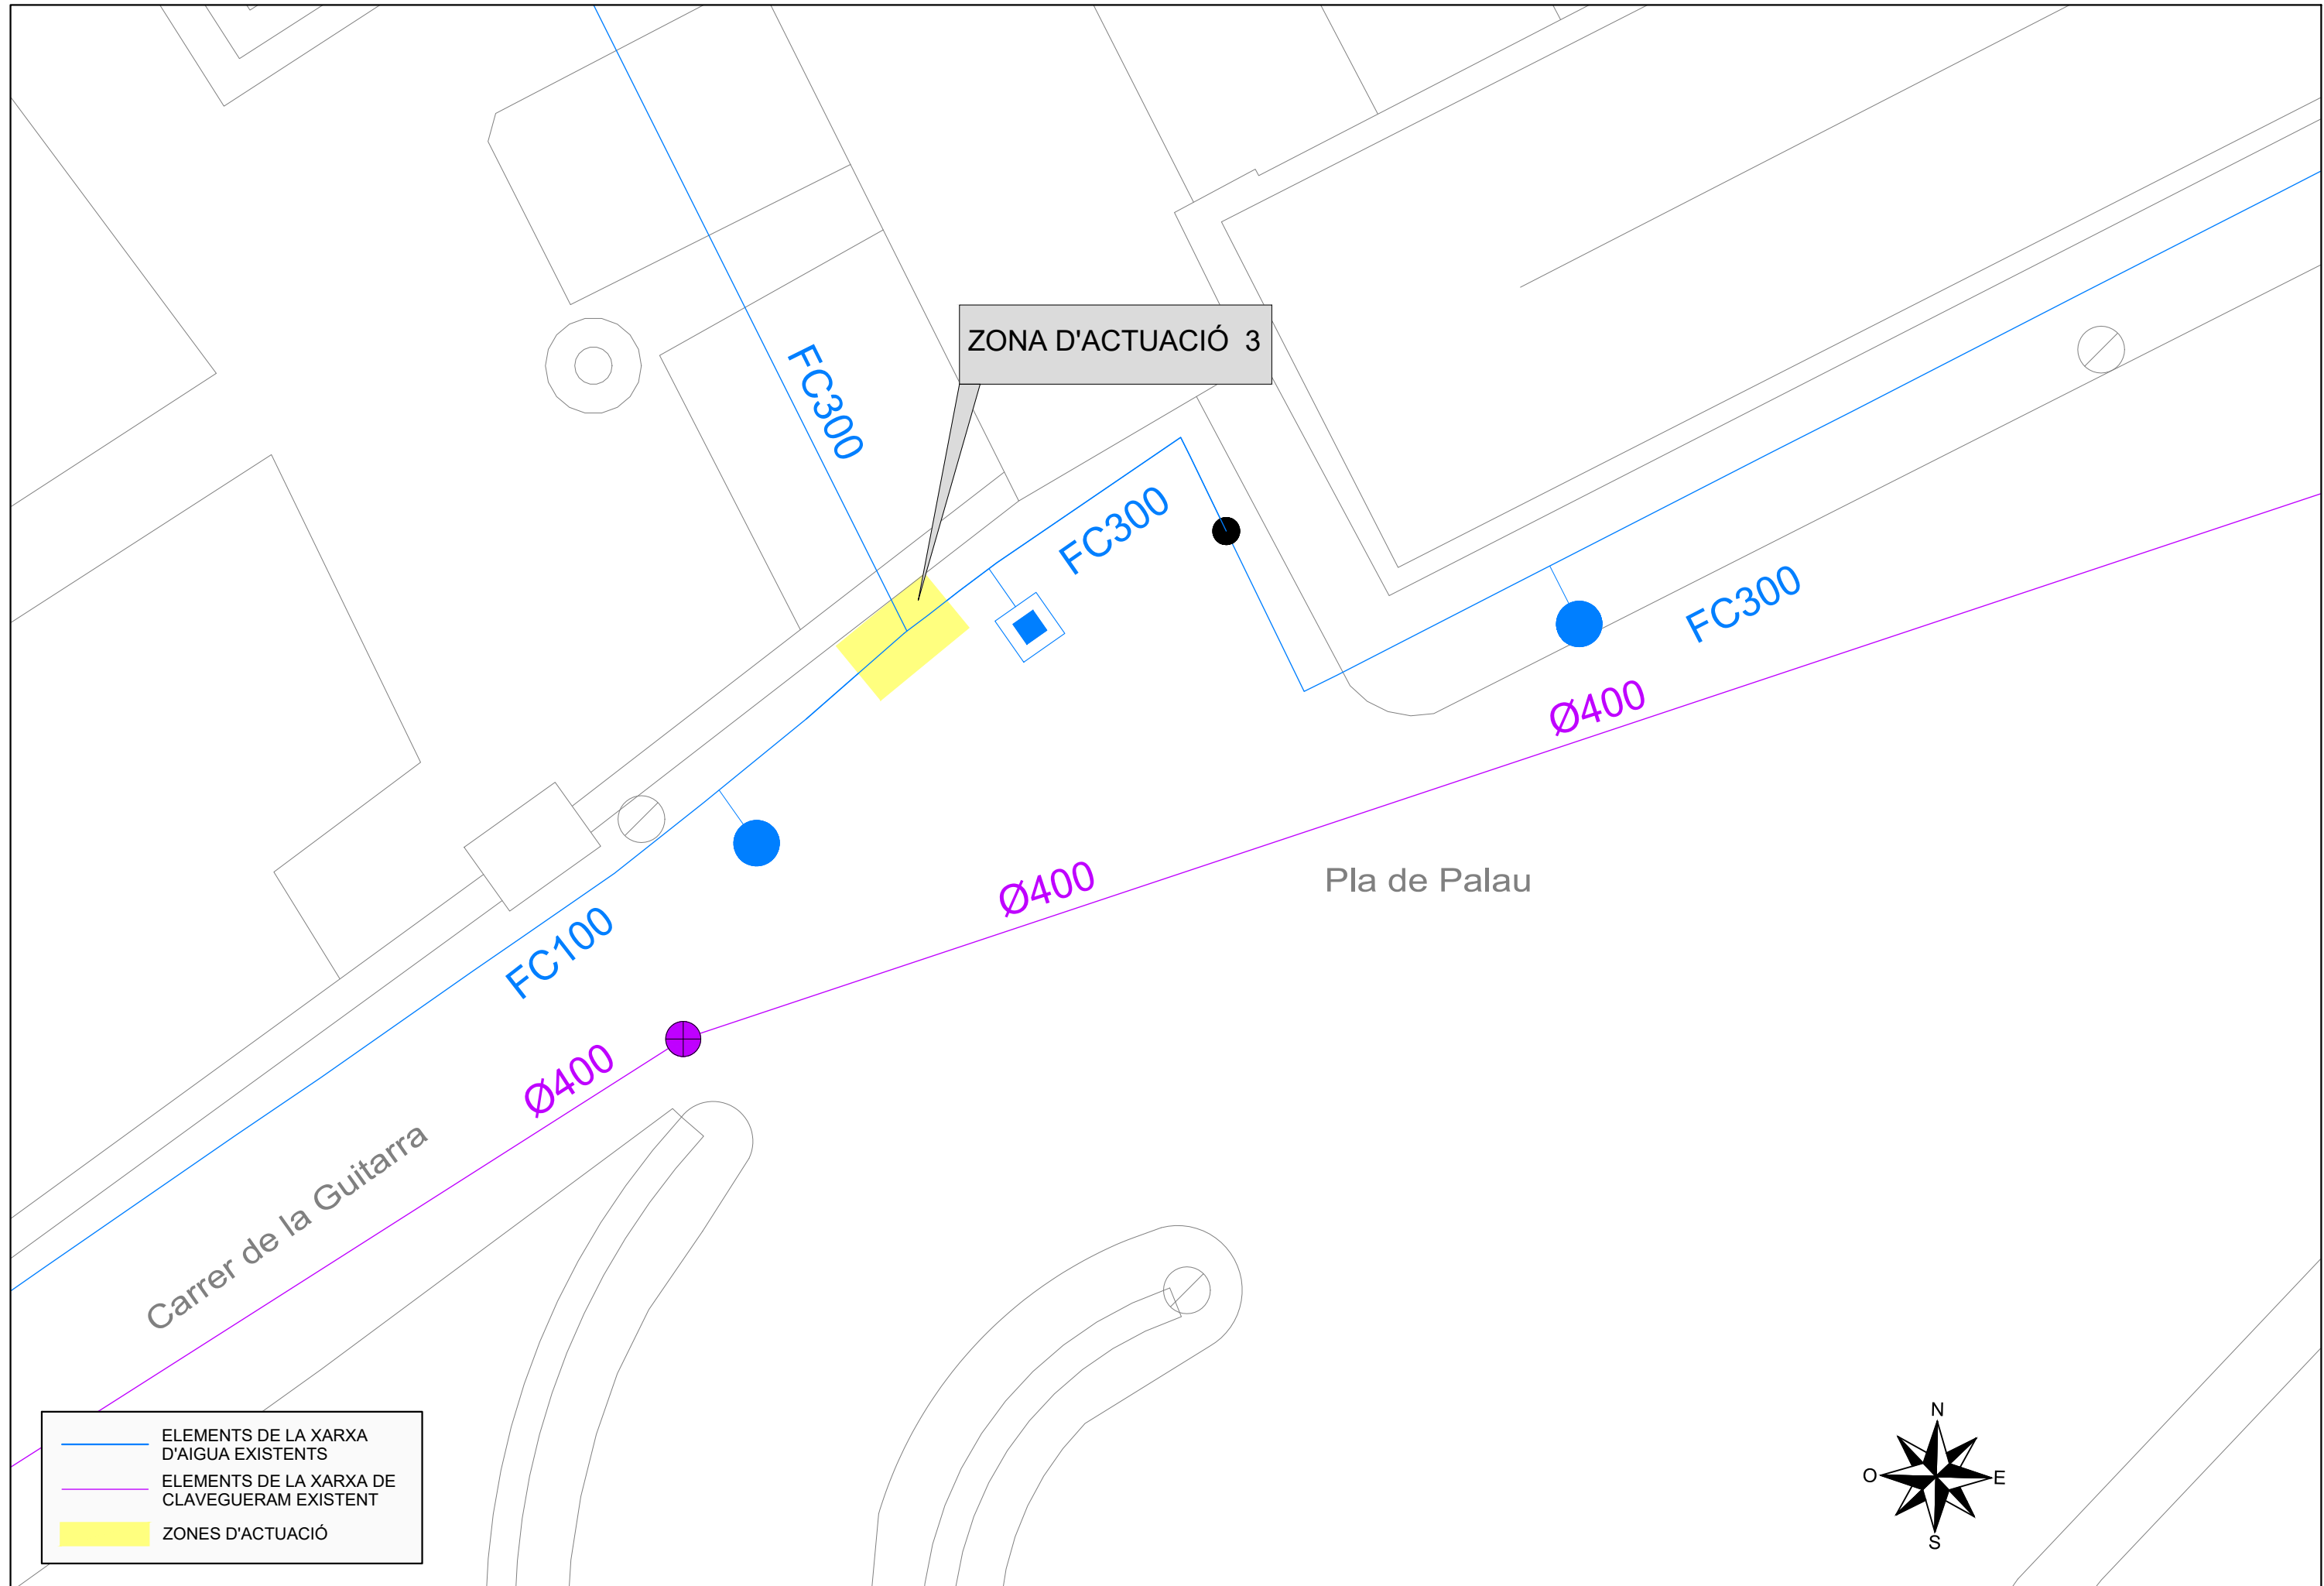 ZONA D'ACTUACIÓ 3
FC300
FC300
FC300
Ø400
Ø400
Pla de Palau
FC100
Ø400
Carrer de la Guitarra
ELEMENTS DE LA XARXA
D'AIGUA EXISTENTS
ELEMENTS DE LA XARXA DE
CLAVEGUERAM EXISTENT
ZONES D'ACTUACIÓ
N
O
E
S